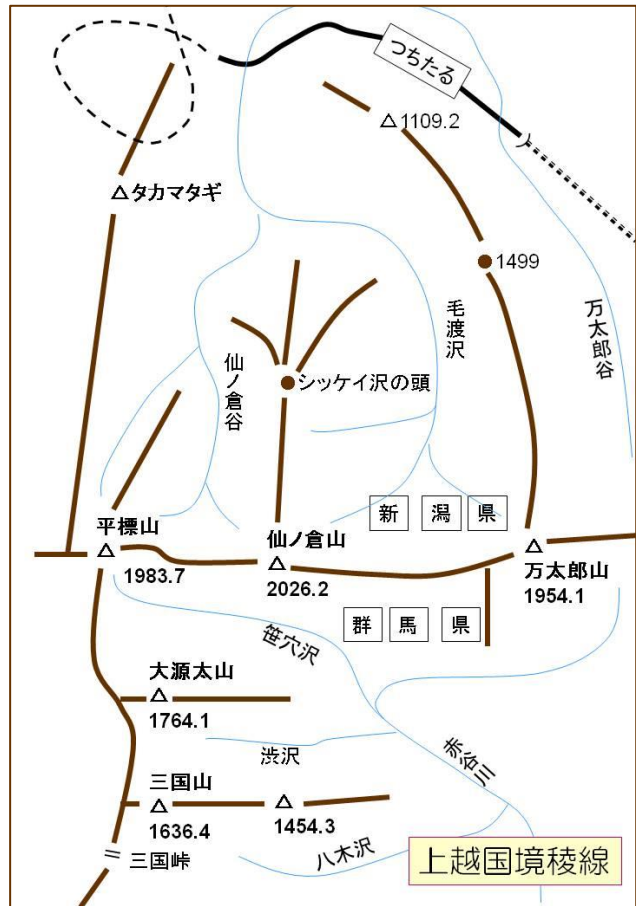 つちたる
△1109.2
△タカマタギ
1499
毛渡沢
万太郎谷
仙ノ倉谷
シッケイ沢の頭
新 潟 県
平標山
△
1983.7
仙ノ倉山
△
2026.2
△
万太郎山
1954.1
群 馬 県
笹穴沢
大源太山
△
1764.1
渋沢
赤谷川
三国山
△
1636.4
△
1454.3
三国峠
八木沢
上越国境稜線